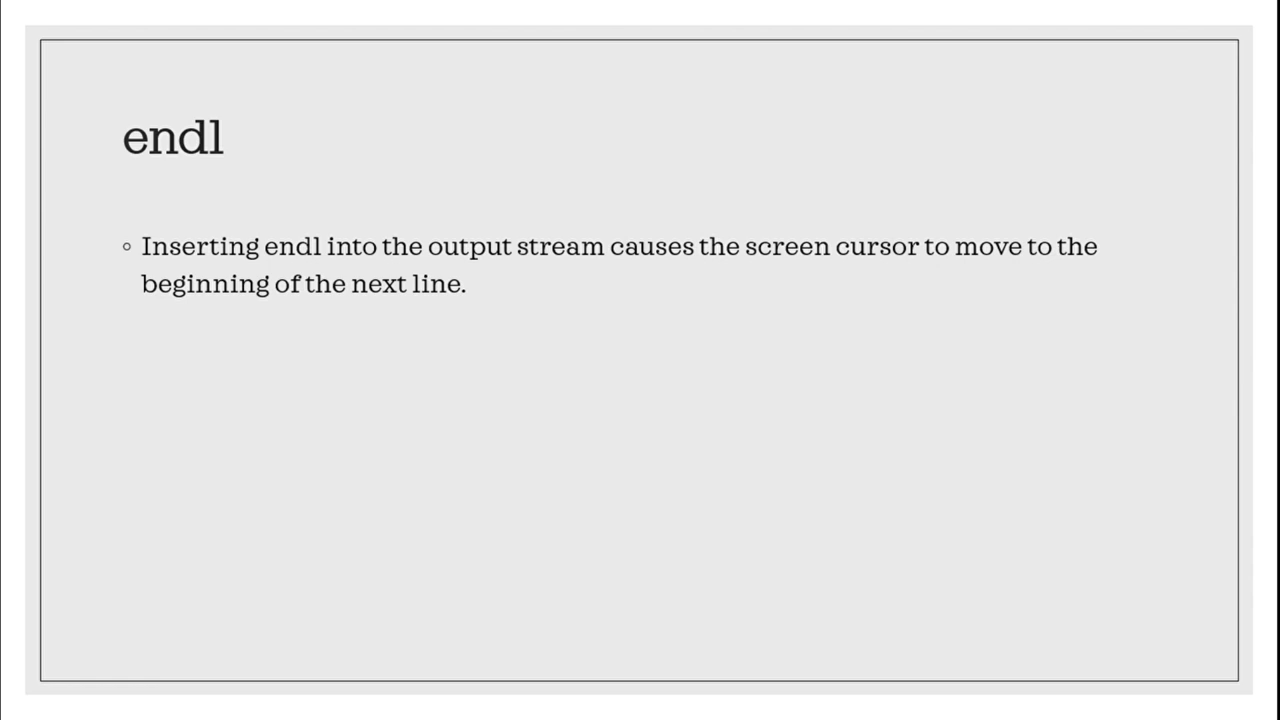 endl
◦ Inserting endl into the output stream causes the screen cursor to move to the
beginning of the next line.